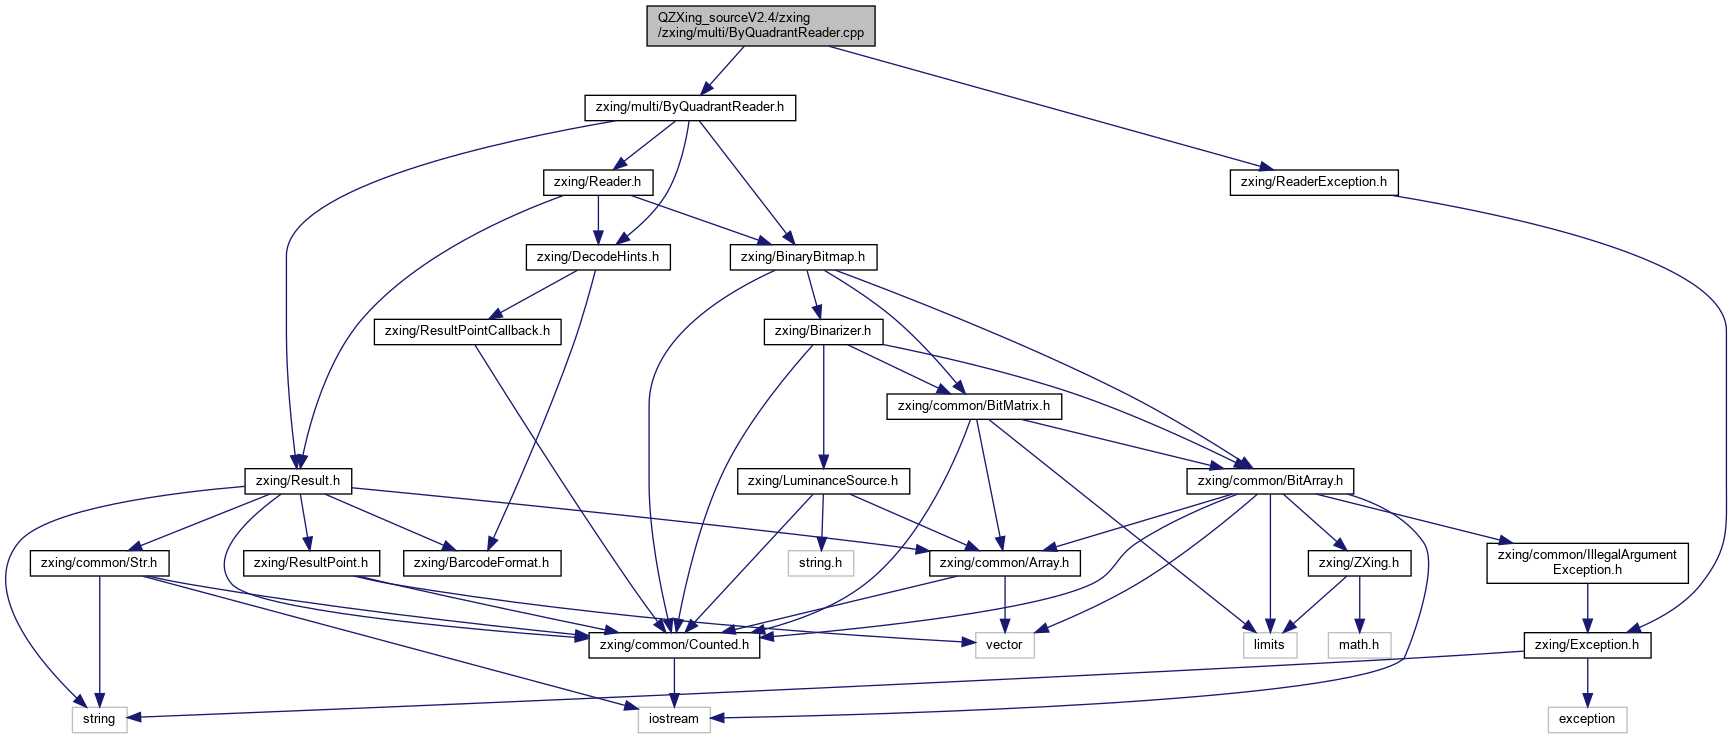 QZXing_sourceV2.4/zxing
/zxing/multi/ByQuadrantReader.cpp
zxing/multi/ByQuadrantReader.h
zxing/Reader.h
zxing/ReaderException.h
zxing/DecodeHints.h
zxing/BinaryBitmap.h
zxing/ResultPointCallback.h
zxing/Binarizer.h
zxing/common/BitMatrix.h
zxing/Result.h
zxing/LuminanceSource.h
zxing/common/BitArray.h
zxing/common/Str.h
zxing/ResultPoint.h
zxing/BarcodeFormat.h
string.h
zxing/common/Array.h
zxing/ZXing.h
zxing/common/IllegalArgument
Exception.h
zxing/common/Counted.h
vector
limits
math.h
zxing/Exception.h
string
iostream
exception